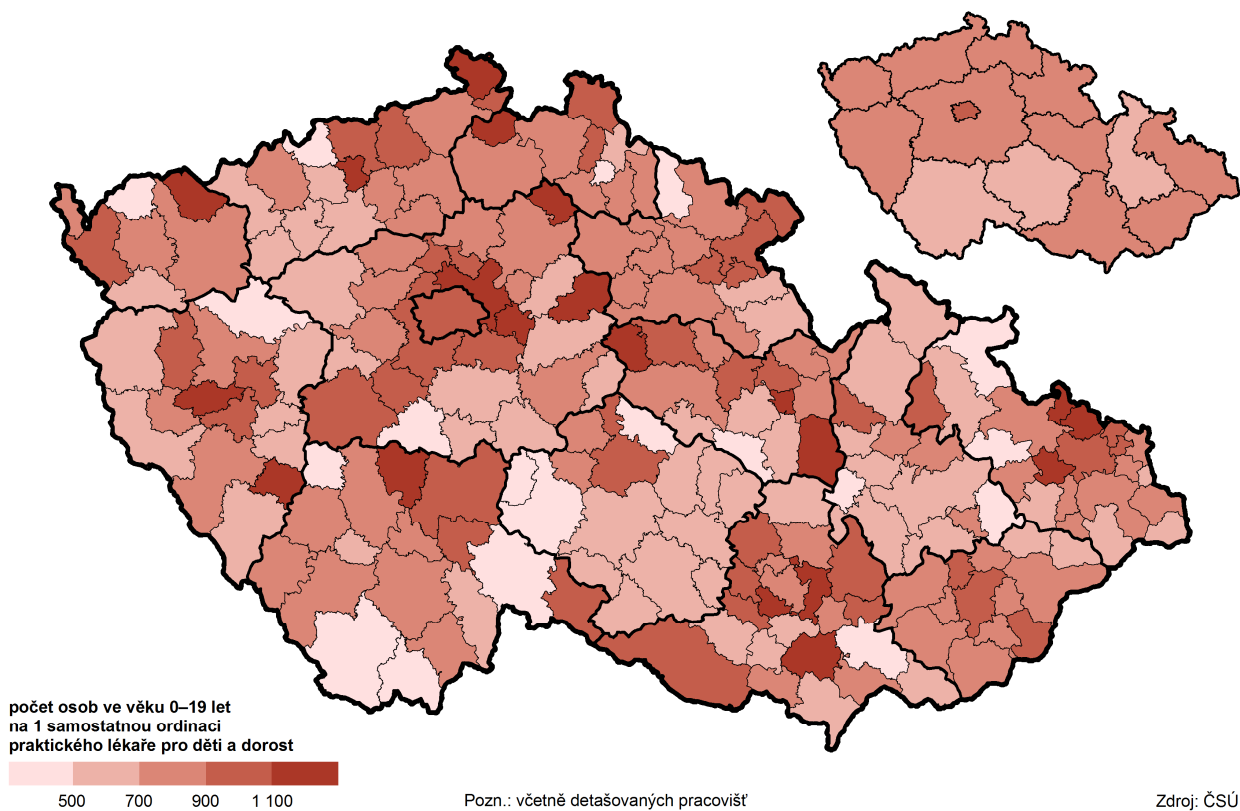 počet osob ve věku 0–19 let
na 1 samostatnou ordinaci
praktického lékaře pro děti a dorost
500 700 900 1 100
Pozn.: včetně detašovaných pracovišť
Zdroj: ČSÚ